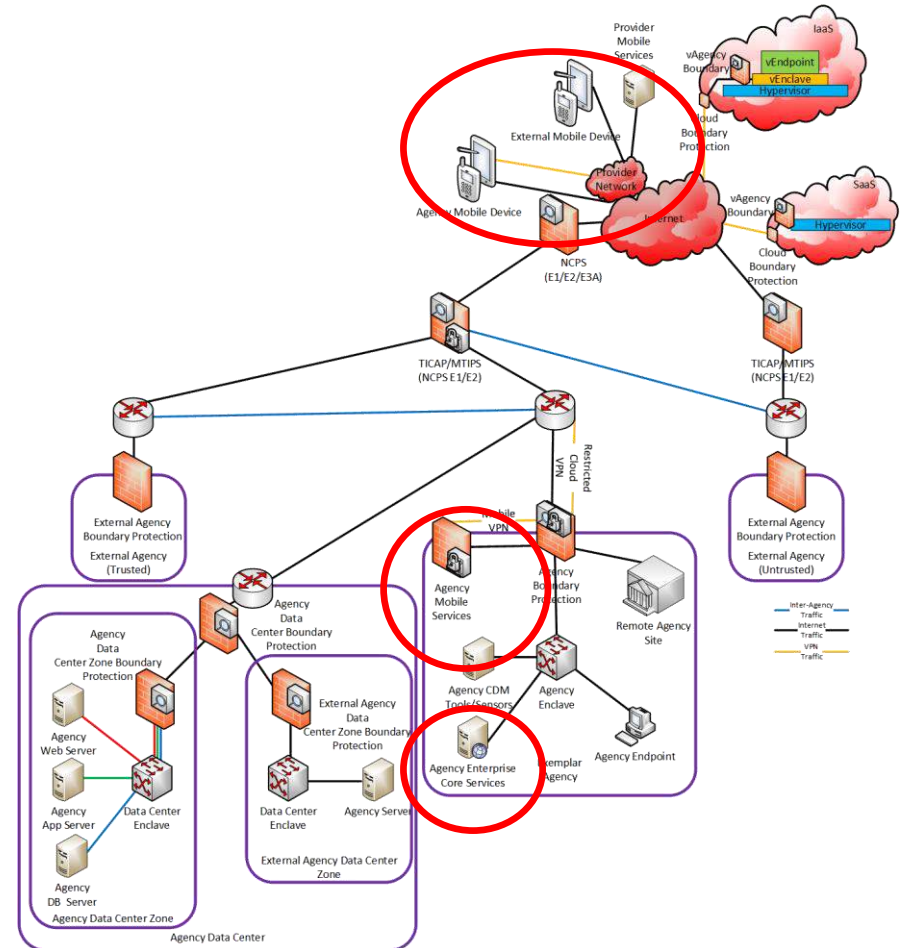 Provider
Mobile
Services
IaaS
vAgency
Boundary
vEndpoint
vEnclave
Hypervisor
External Mobile Device
Cloud
Boundary
Protection
Provider
Network
Agency Mobile Device
Internet
vAgency
Boundary
SaaS
Hypervisor
Cloud
Boundary
Protection
NCPS
(E1/E2/E3A)
TICAP/MTIPS
(NCPS E1/E2)
TICAP/MTIPS
(NCPS E1/E2)
Restricted
Cloud
VPN
External Agency
Boundary Protection
External Agency
(Trusted)
External Agency
Boundary Protection
External Agency
(Untrusted)
Mobile
VPN
Agency
Mobile
Services
Agency
Boundary
Protection
Remote Agency
Site
Inter-Agency
Traffic
Internet
Traffic
VPN
Traffic
Agency
Data
Center Boundary
Protection
Agency
Data
Center Zone Boundary
Protection
Agency CDM
Tools/Sensors
Agency
Enclave
External Agency
Data
Center Zone Boundary
Protection
Agency
Web Server
Agency Endpoint
Agency Enterprise
Core Services
Exemplar
Agency
Agency
App Server
Data Center
Enclave
Data Center
Enclave
Agency Server
External Agency Data Center
Zone
Agency
DB Server
Agency Data Center Zone
Agency Data Center